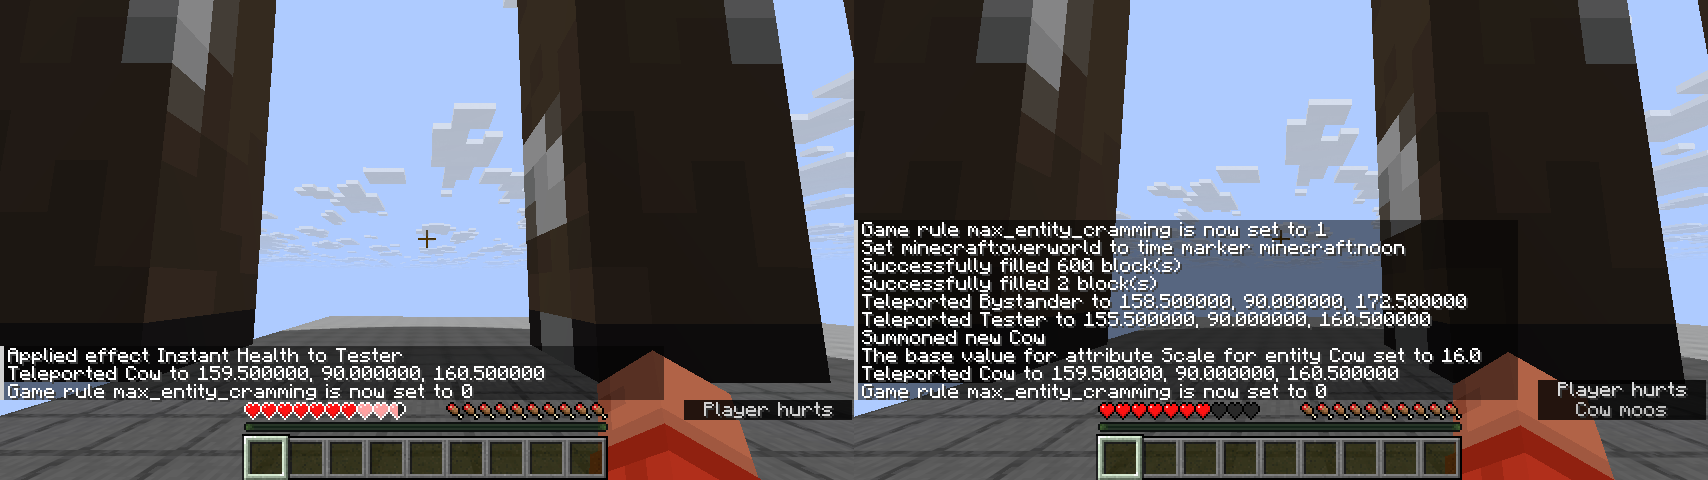 Applied effect Instant Health to Tester
Teleported Cow to 159.500000, 90.000000, 160.500000
Game rule max_entity_cramming is now set to 0
Player hurts
Game rule max_entity_cramming is now set to 1
Set minecraft:overworld to time marker minecraft:noon
Successfully filled 600 block(s)
Successfully filled 2 block(s)
Teleported Bystander to 158.500000, 90.000000, 172.500000
Teleported Tester to 155.500000, 90.000000, 160.500000
Summoned new Cow
The base value for attribute Scale for entity Cow set to 16.0
Teleported Cow to 159.500000, 90.000000, 160.500000
Game rule max_entity_cramming is now set to 0
Player hurts
Cow moos